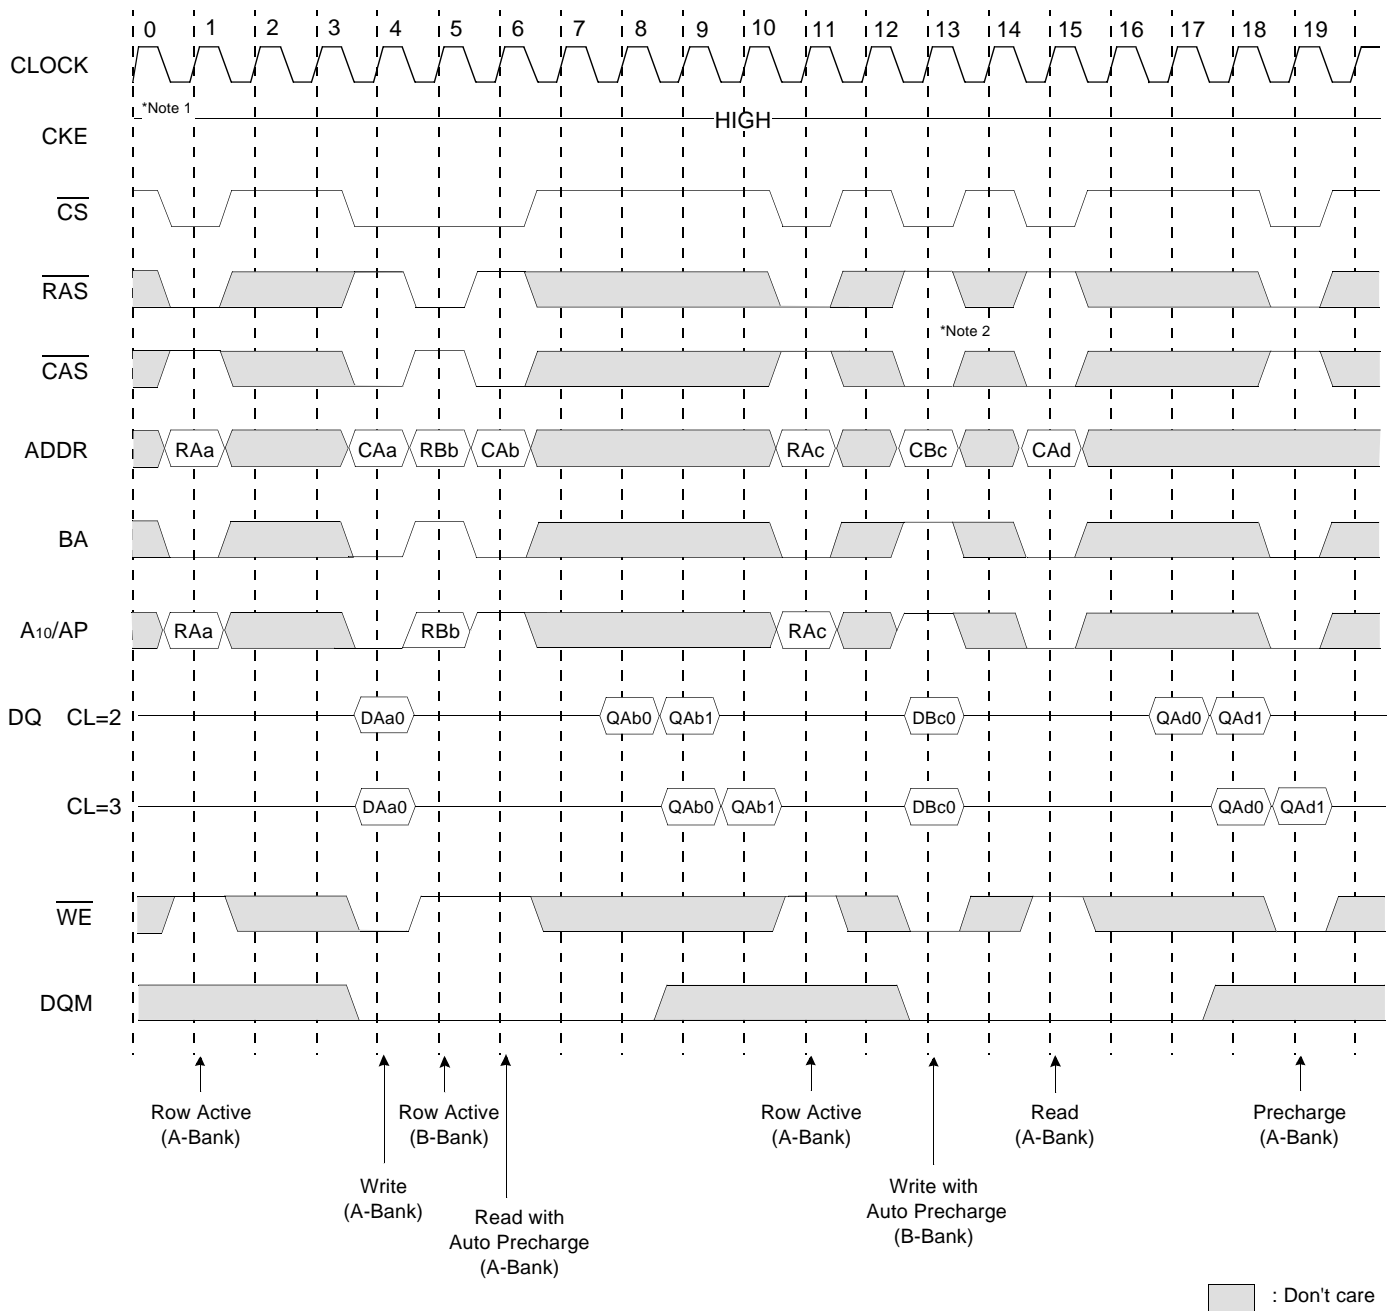 0 1 2 3 4 5 6 7 8 9 10 11 12 13 14 15 16 17 18 19
CLOCK
*Note 1
CKE HIGH
CS
RAS
*Note 2
CAS
ADDR RAa CAa RBb CAb RAc CBc CAd
BA
A10/AP RAa RBb RAc
DQ CL=2 DAa0 QAb0 QAb1 DBc0 QAd0 QAd1
CL=3 DAa0 QAb0 QAb1 DBc0 QAd0 QAd1
WE
DQM
Row Active
(A-Bank)
Row Active
(B-Bank)
Row Active
(A-Bank)
Read
(A-Bank)
Precharge
(A-Bank)
Write
(A-Bank)
Read with
Auto Precharge
(A-Bank)
Write with
Auto Precharge
(B-Bank)
: Don't care